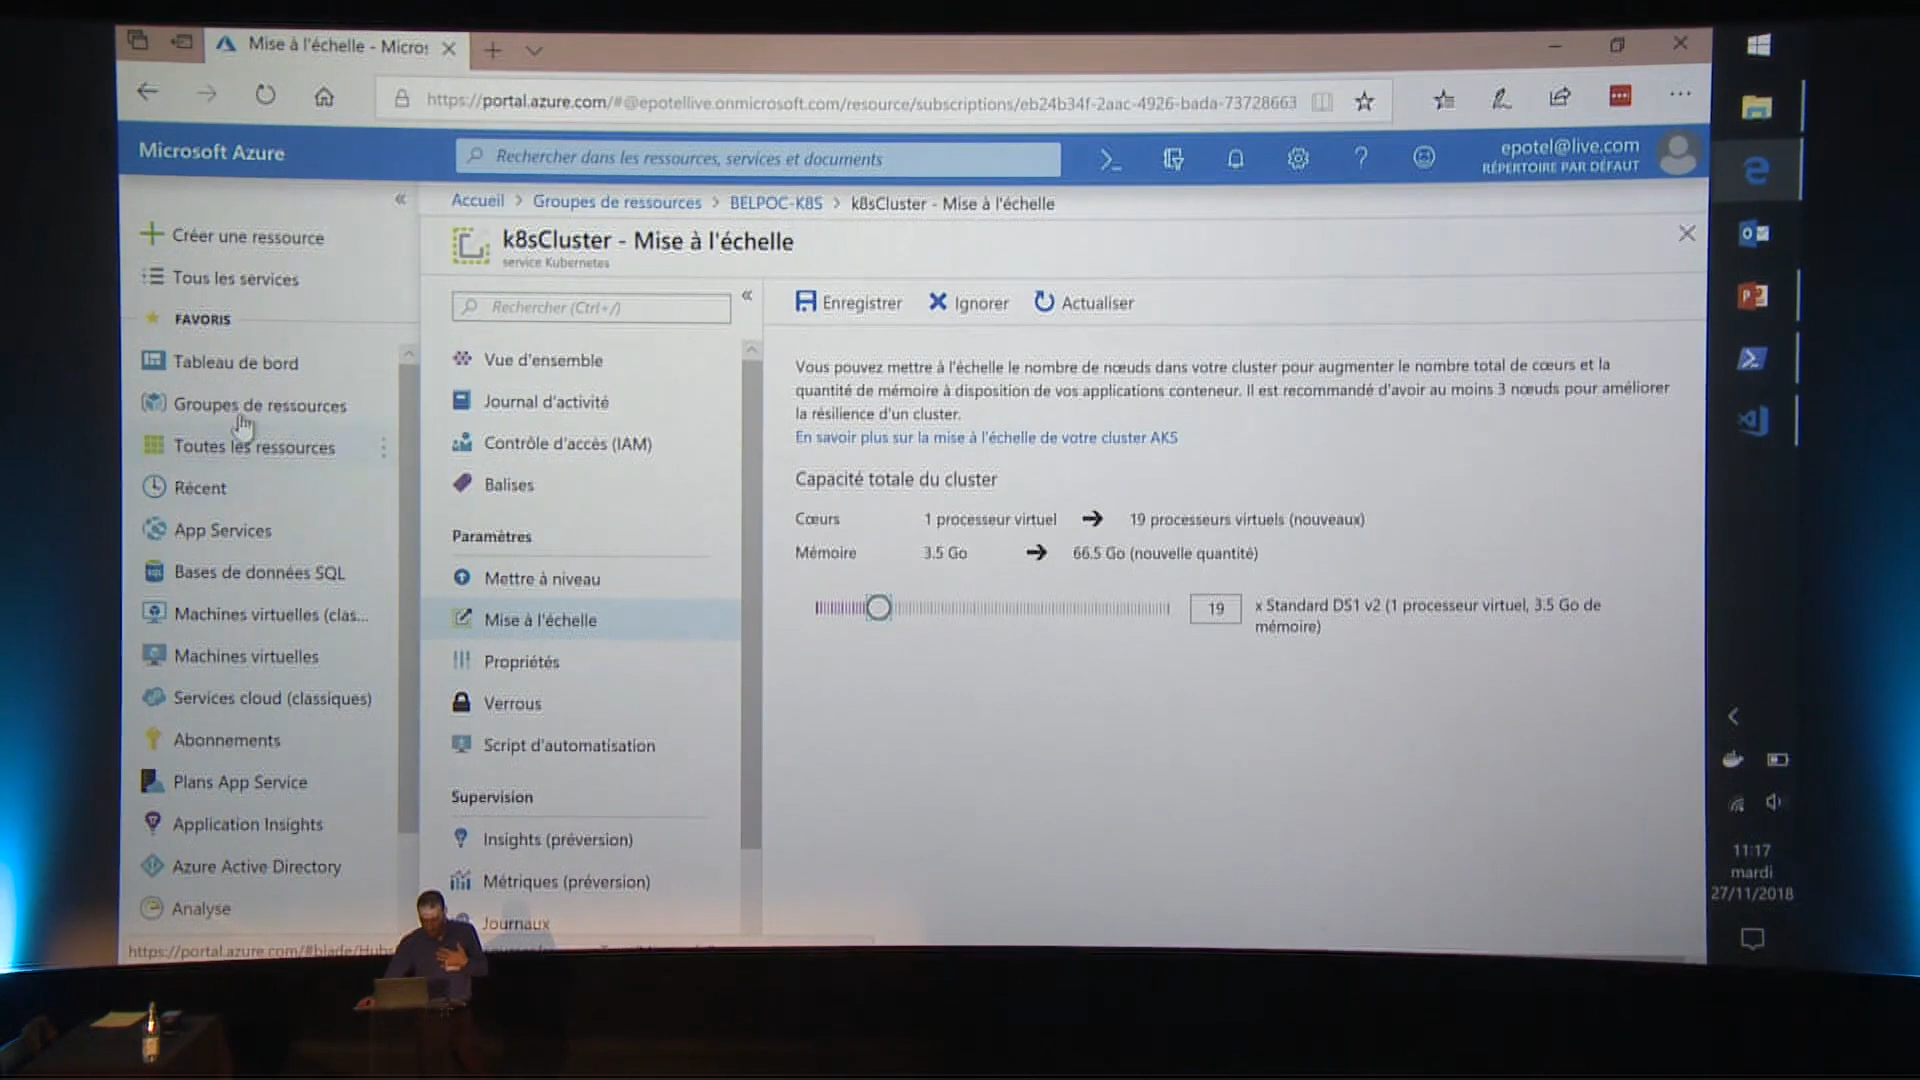 Mise à l'échelle - Micro:
https://portal.azure.com/#@epotellive.onmicrosoft.com/resource/subscriptions/eb24b34f-2aac-4926-bada-73728663
Microsoft Azure
Rechercher dans les ressources, services et documents
epotel@live.com
RÉPERTOIRE PAR DÉFAUT
Accueil > Groupes de ressources > BELPOC-K8S > k8sCluster - Mise à l'échelle
k8sCluster - Mise à l'échelle
service Kubernetes
Créer une ressource
Tous les services
FAVORIS
Tableau de bord
Groupes de ressources
Toutes les ressources
Récent
App Services
Bases de données SQL
Machines virtuelles (clas...
Machines virtuelles
Services cloud (classiques)
Abonnements
Plans App Service
Application Insights
Azure Active Directory
Analyse
https://portal.azure.com/#blade/Hubs
Rechercher (Ctrl+/)
Vue d'ensemble
Journal d'activité
Contrôle d'accès (IAM)
Balises
Paramètres
Mettre à niveau
Mise à l'échelle
Propriétés
Verrous
Script d'automatisation
Supervision
Insights (préversion)
Métriques (préversion)
Journaux
Enregistrer Ignorer Actualiser
Vous pouvez mettre à l'échelle le nombre de nœuds dans votre cluster pour augmenter le nombre total de cœurs et la
quantité de mémoire à disposition de vos applications conteneur. Il est recommandé d'avoir au moins 3 nœuds pour améliorer
la résilience d'un cluster.
En savoir plus sur la mise à l'échelle de votre cluster AKS
Capacité totale du cluster
Cœurs 1 processeur virtuel → 19 processeurs virtuels (nouveaux)
Mémoire 3.5 Go → 66.5 Go (nouvelle quantité)
19 x Standard DS1 v2 (1 processeur virtuel, 3.5 Go de
mémoire)
11:17
mardi
27/11/2018